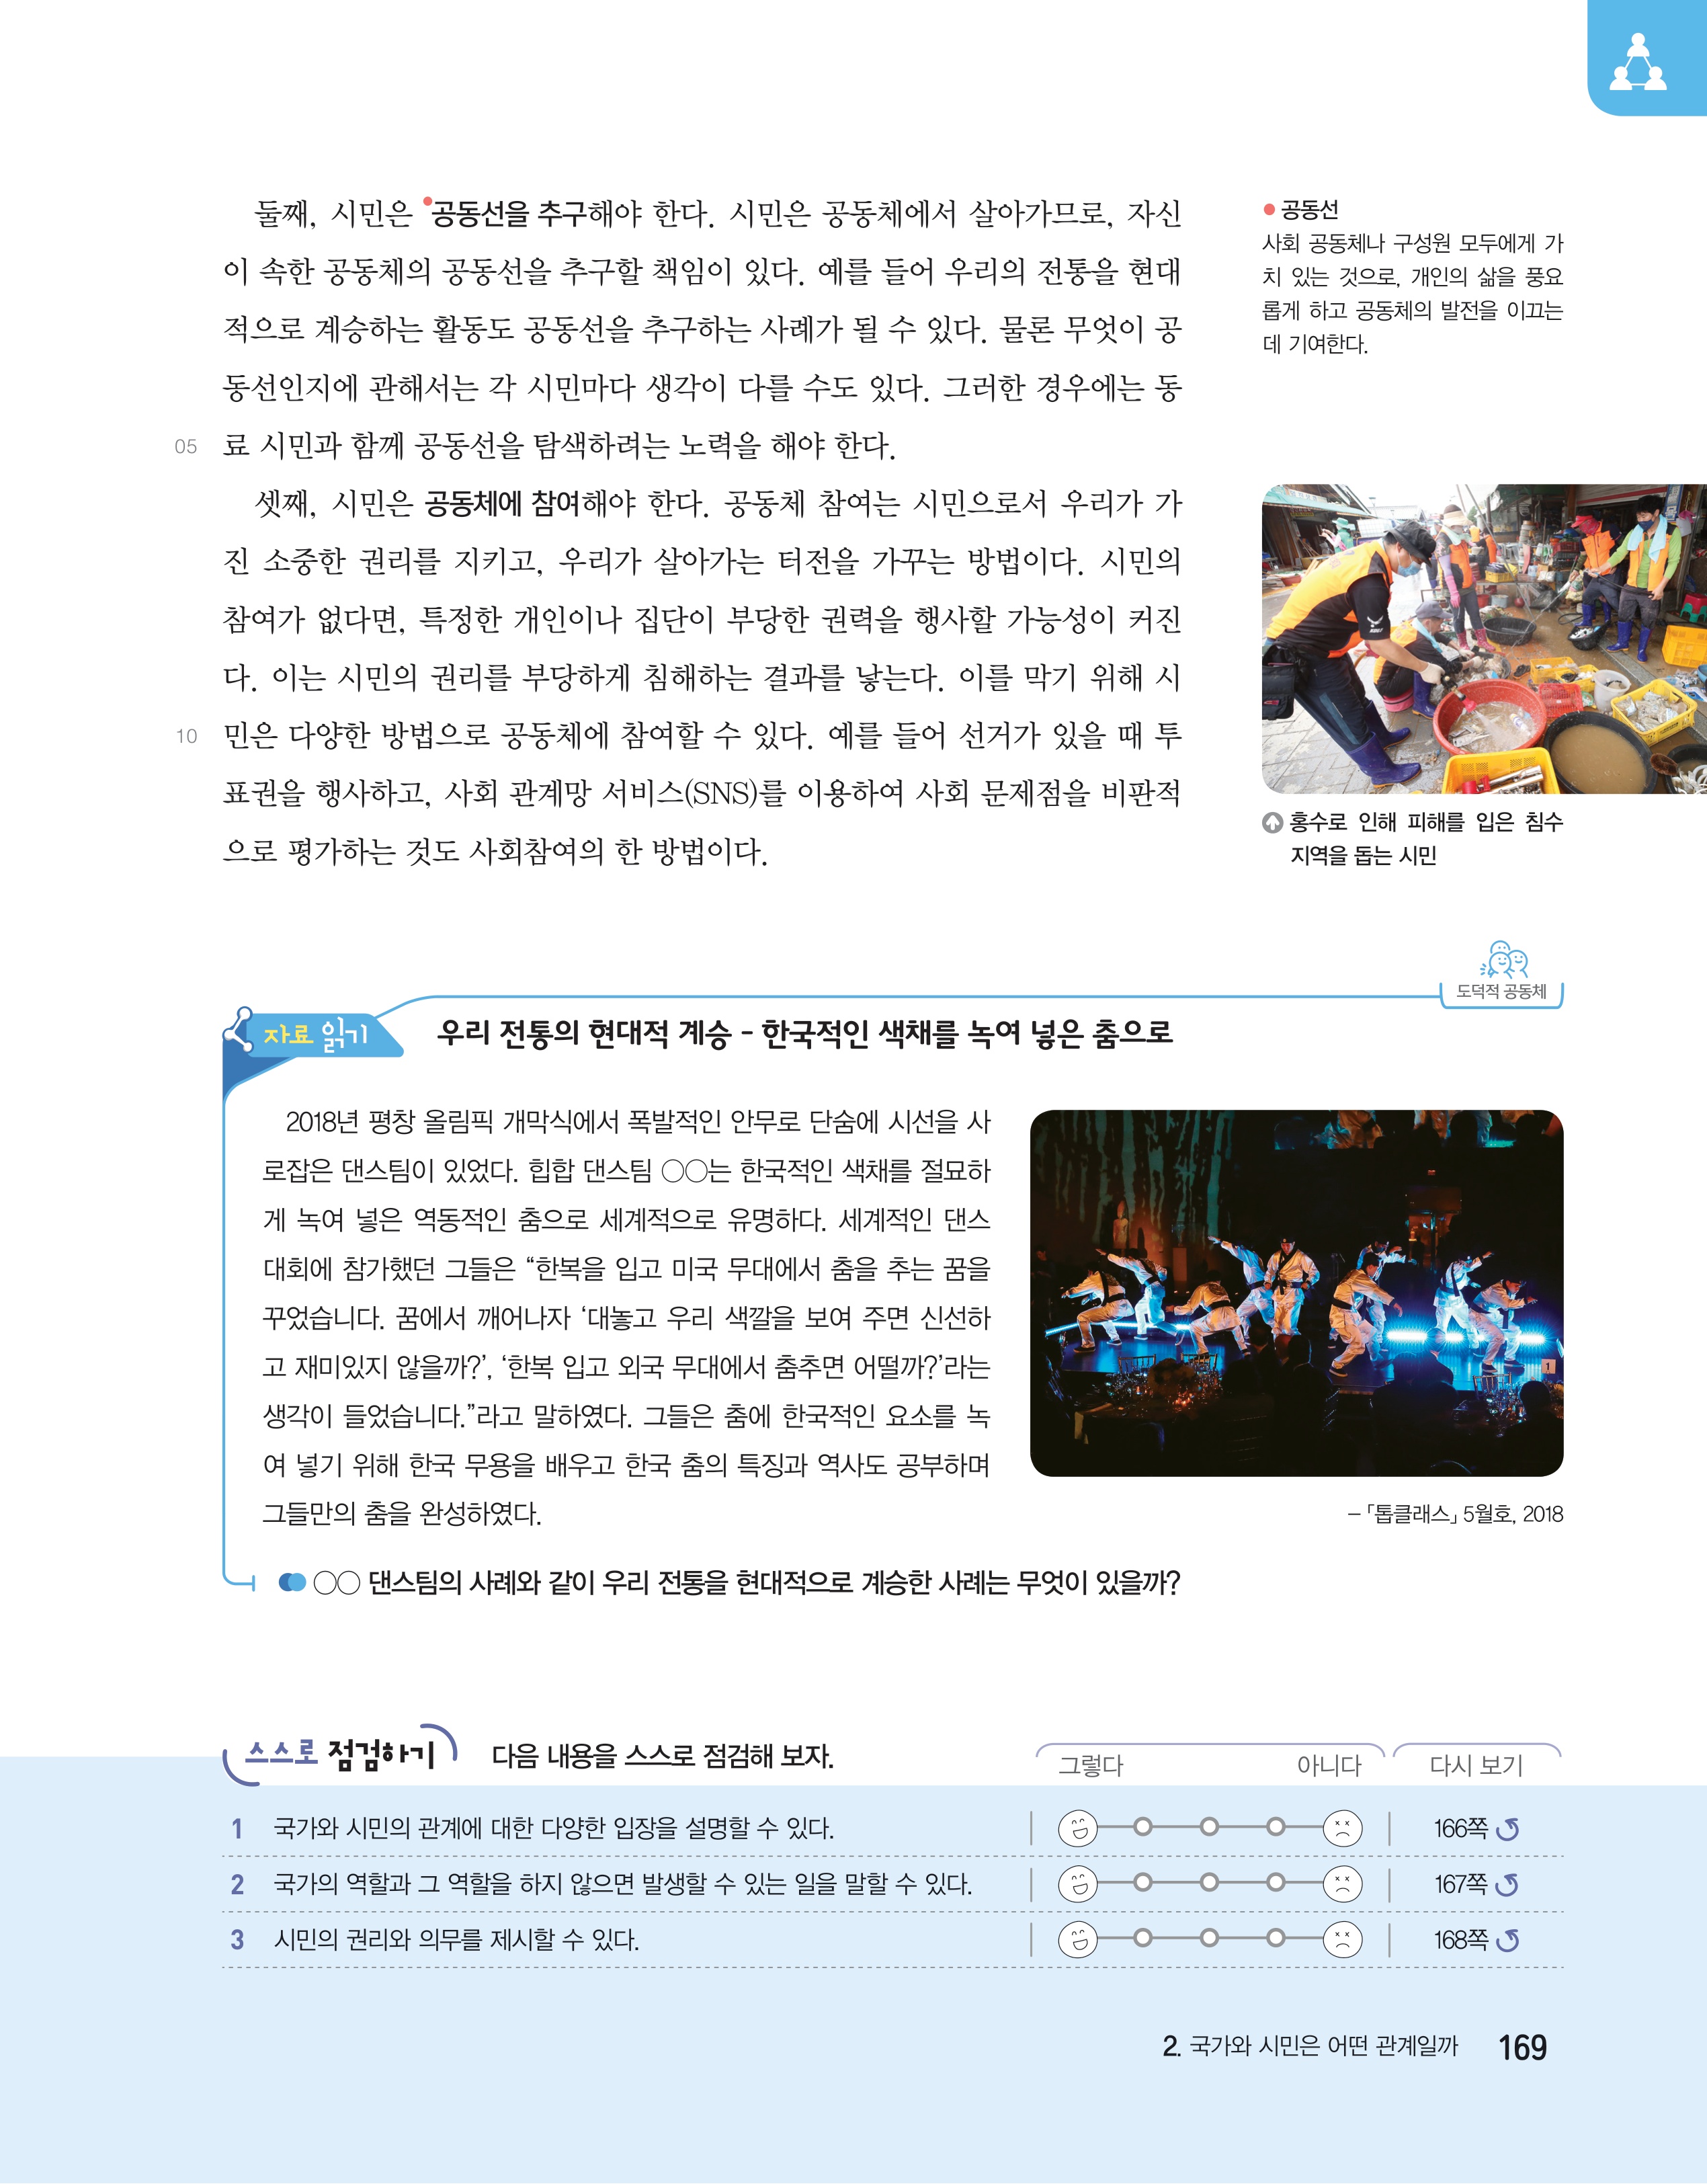 둘째, 시민은 공동선을 추구해야 한다. 시민은 공동체에서 살아가므로, 자신
이 속한 공동체의 공동선을 추구할 책임이 있다. 예를 들어 우리의 전통을 현대
적으로 계승하는 활동도 공동선을 추구하는 사례가 될 수 있다. 물론 무엇이 공
동선인지에 관해서는 각 시민마다 생각이 다를 수도 있다. 그러한 경우에는 동
05 료 시민과 함께 공동선을 탐색하려는 노력을 해야 한다.
셋째, 시민은 공동체에 참여해야 한다. 공동체 참여는 시민으로서 우리가 가
진 소중한 권리를 지키고, 우리가 살아가는 터전을 가꾸는 방법이다. 시민의
참여가 없다면, 특정한 개인이나 집단이 부당한 권력을 행사할 가능성이 커진
다. 이는 시민의 권리를 부당하게 침해하는 결과를 낳는다. 이를 막기 위해 시
10 민은 다양한 방법으로 공동체에 참여할 수 있다. 예를 들어 선거가 있을 때 투
표권을 행사하고, 사회 관계망 서비스(SNS)를 이용하여 사회 문제점을 비판적
으로 평가하는 것도 사회참여의 한 방법이다.
● 공동선
사회 공동체나 구성원 모두에게 가
치 있는 것으로, 개인의 삶을 풍요
롭게 하고 공동체의 발전을 이끄는
데 기여한다.
홍수로 인해 피해를 입은 침수
지역을 돕는 시민
도덕적 공동체
자료 읽기
우리 전통의 현대적 계승 - 한국적인 색채를 녹여 넣은 춤으로
2018년 평창 올림픽 개막식에서 폭발적인 안무로 단숨에 시선을 사
로잡은 댄스팀이 있었다. 힙합 댄스팀 ○○는 한국적인 색채를 절묘하
게 녹여 넣은 역동적인 춤으로 세계적으로 유명하다. 세계적인 댄스
대회에 참가했던 그들은 “한복을 입고 미국 무대에서 춤을 추는 꿈을
꾸었습니다. 꿈에서 깨어나자 ‘대놓고 우리 색깔을 보여 주면 신선하
고 재미있지 않을까?’, ‘한복 입고 외국 무대에서 춤추면 어떨까?’라는
생각이 들었습니다.”라고 말하였다. 그들은 춤에 한국적인 요소를 녹
여 넣기 위해 한국 무용을 배우고 한국 춤의 특징과 역사도 공부하며
그들만의 춤을 완성하였다.
– 「톱클래스」 5월호, 2018
○○ 댄스팀의 사례와 같이 우리 전통을 현대적으로 계승한 사례는 무엇이 있을까?
스스로 점검하기 다음 내용을 스스로 점검해 보자. 그렇다 아니다 다시 보기
1 국가와 시민의 관계에 대한 다양한 입장을 설명할 수 있다. 166쪽
2 국가의 역할과 그 역할을 하지 않으면 발생할 수 있는 일을 말할 수 있다. 167쪽
3 시민의 권리와 의무를 제시할 수 있다. 168쪽
2. 국가와 시민은 어떤 관계일까 169